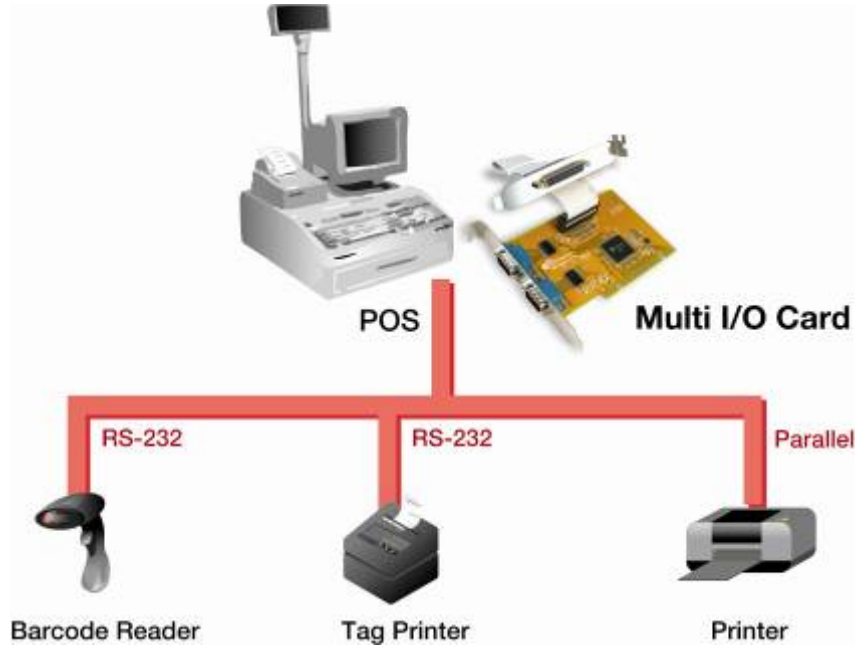 POS
Multi I/O Card
RS-232
RS-232
Parallel
Barcode Reader
Tag Printer
Printer